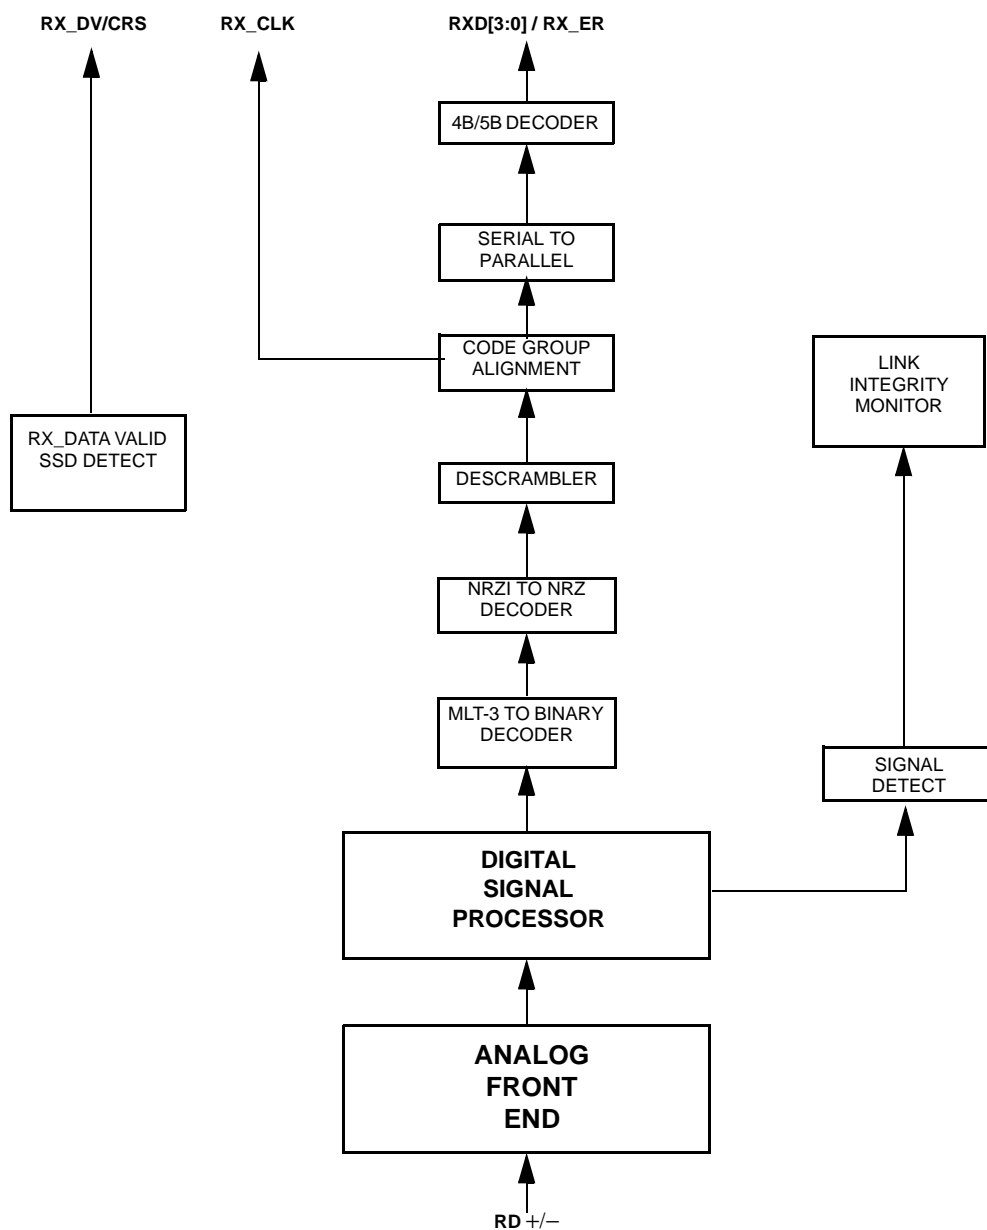 RX_DV/CRS
RX_CLK
RXD[3:0] / RX_ER
4B/5B DECODER
SERIAL TO
PARALLEL
CODE GROUP
ALIGNMENT
LINK
INTEGRITY
MONITOR
RX_DATA VALID
SSD DETECT
DESCRAMBLER
NRZI TO NRZ
DECODER
MLT-3 TO BINARY
DECODER
SIGNAL
DETECT
DIGITAL
SIGNAL
PROCESSOR
ANALOG
FRONT
END
RD +/−